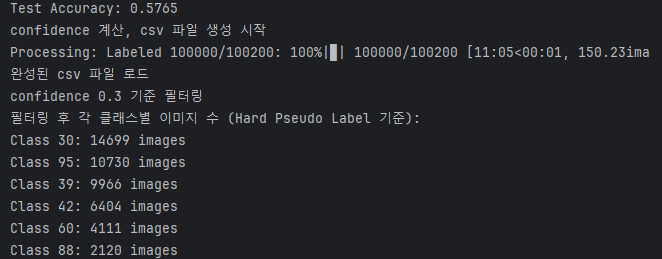 Test Accuracy: 0.5765
confidence 계산, csv 파일 생성 시작
Processing: Labeled 100000/100200: 100%|█| 100000/100200 [11:05<00:01, 150.23ima
완성된 csv 파일 로드
confidence 0.3 기준 필터링
필터링 후 각 클래스별 이미지 수 (Hard Pseudo Label 기준):
Class 30: 14699 images
Class 95: 10730 images
Class 39: 9966 images
Class 42: 6404 images
Class 60: 4111 images
Class 88: 2120 images